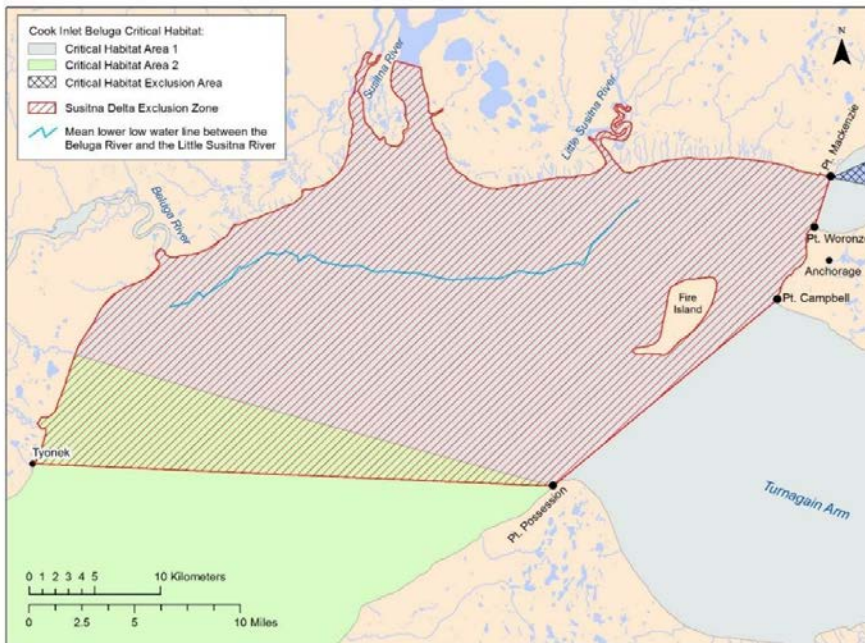 Cook Inlet Beluga Critical Habitat:
Critical Habitat Area 1
Critical Habitat Area 2
Critical Habitat Exclusion Area
Susitna Delta Exclusion Zone
Mean lower low water line between the
Beluga River and the Little Susitna River
N
Susitna River
Little Susitna River
Pt. Mackenzie
Beluga River
Pt. Woronzo
Anchorage
Pt. Campbell
Fire
Island
Tyonek
Pt. Possession
Turnagain Arm
0 1 2 3 4 5 10 Kilometers
0 2.5 5 10 Miles